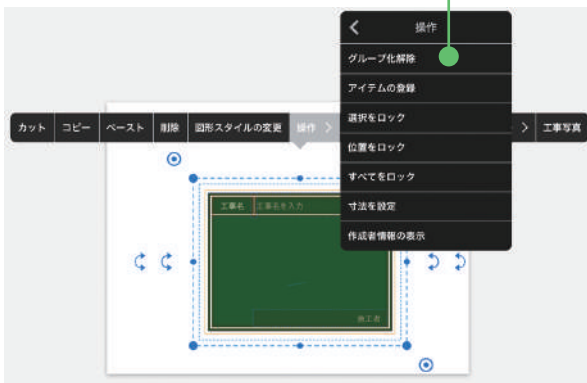 操作
グループ化解除
アイテムの登録
選択をロック
位置をロック
すべてをロック
寸法を設定
作成者情報の表示
カット コピー ペースト 削除 図形スタイルの変更 操作 > > 工事写真
工事名 工事名を入力
施工者